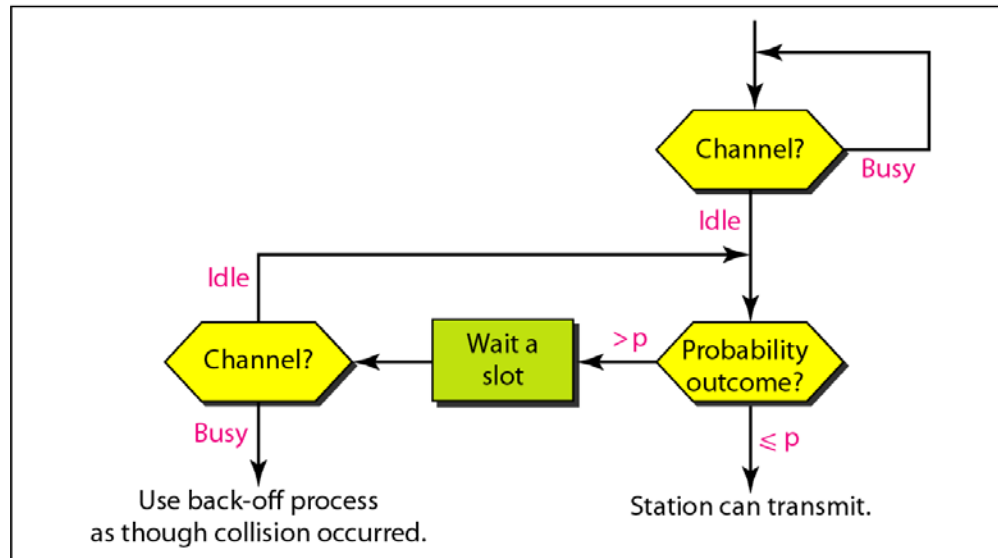 Channel?
Busy
Idle
Idle
Channel?
Wait a
slot
>p
Probability
outcome?
Busy
≤ p
Use back-off process
as though collision occurred.
Station can transmit.